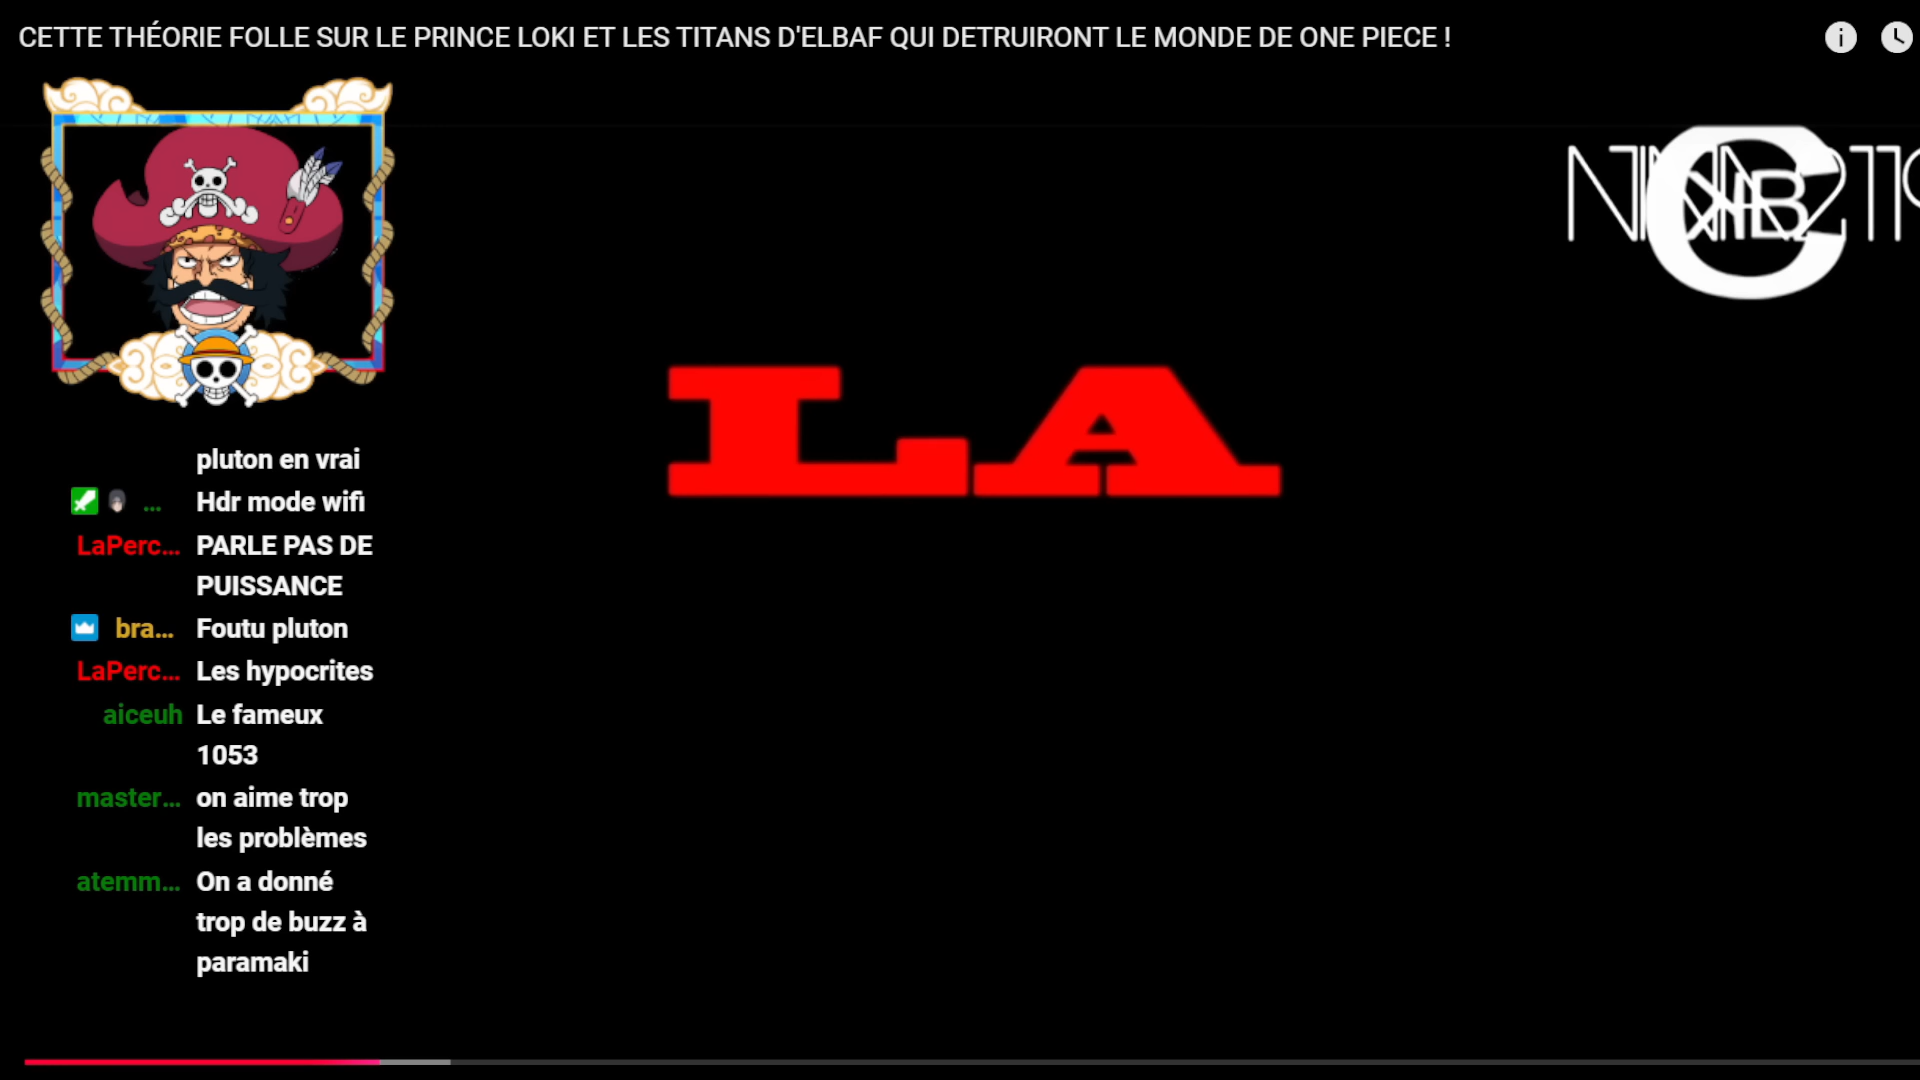 CETTE THÉORIE FOLLE SUR LE PRINCE LOKI ET LES TITANS D'ELBAF QUI DETRUIRONT LE MONDE DE ONE PIECE !
LA
pluton en vrai
... Hdr mode wifi
LaPerc... PARLE PAS DE
PUISSANCE
bra... Foutu pluton
LaPerc... Les hypocrites
aiceuh Le fameux
1053
master... on aime trop
les problèmes
atemm... On a donné
trop de buzz à
paramaki